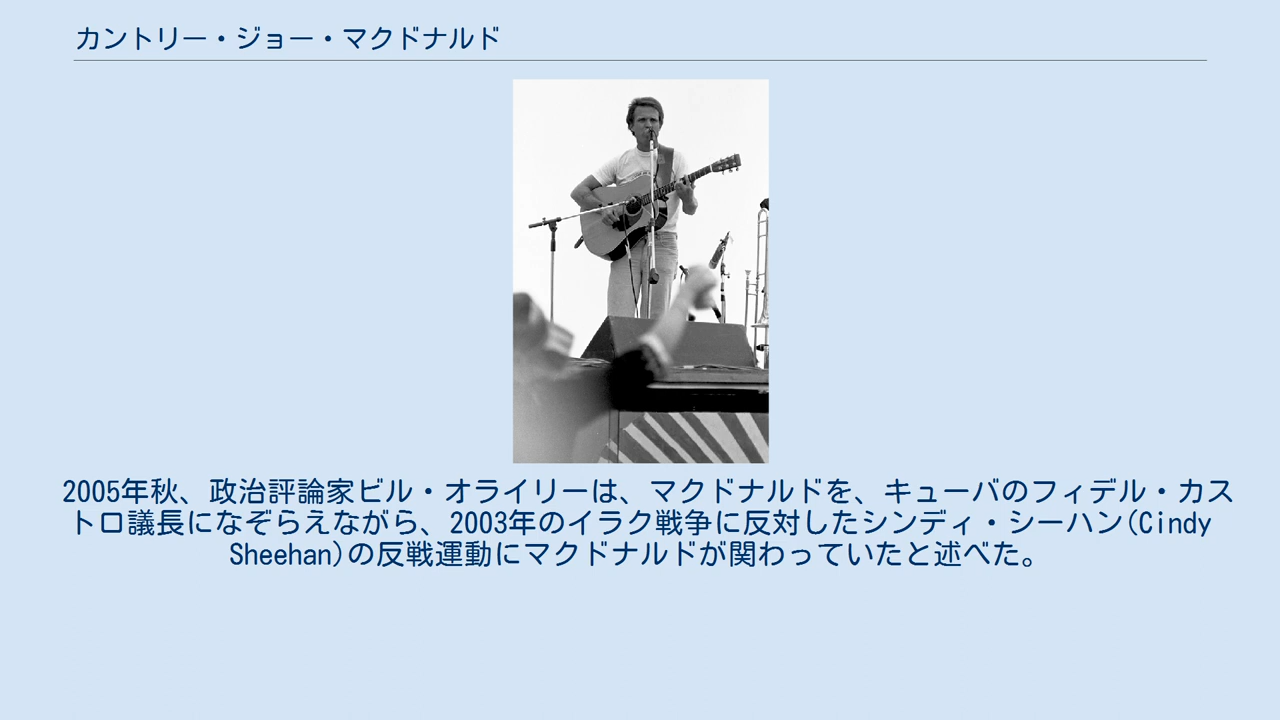 カントリー・ジョー・マクドナルド
2005年秋、政治評論家ビル・オライリーは、マクドナルドを、キューバのフィデル・カス
トロ議長になぞらえながら、2003年のイラク戦争に反対したシンディ・シーハン(Cindy
Sheehan)の反戦運動にマクドナルドが関わっていたと述べた。